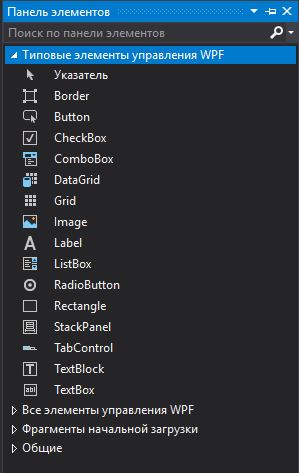 Панель элементов
Поиск по панели элементов
Типовые элементы управления WPF
Указатель
Border
Button
CheckBox
ComboBox
DataGrid
Grid
Image
Label
ListBox
RadioButton
Rectangle
StackPanel
TabControl
TextBlock
TextBox
Все элементы управления WPF
Фрагменты начальной загрузки
Общие